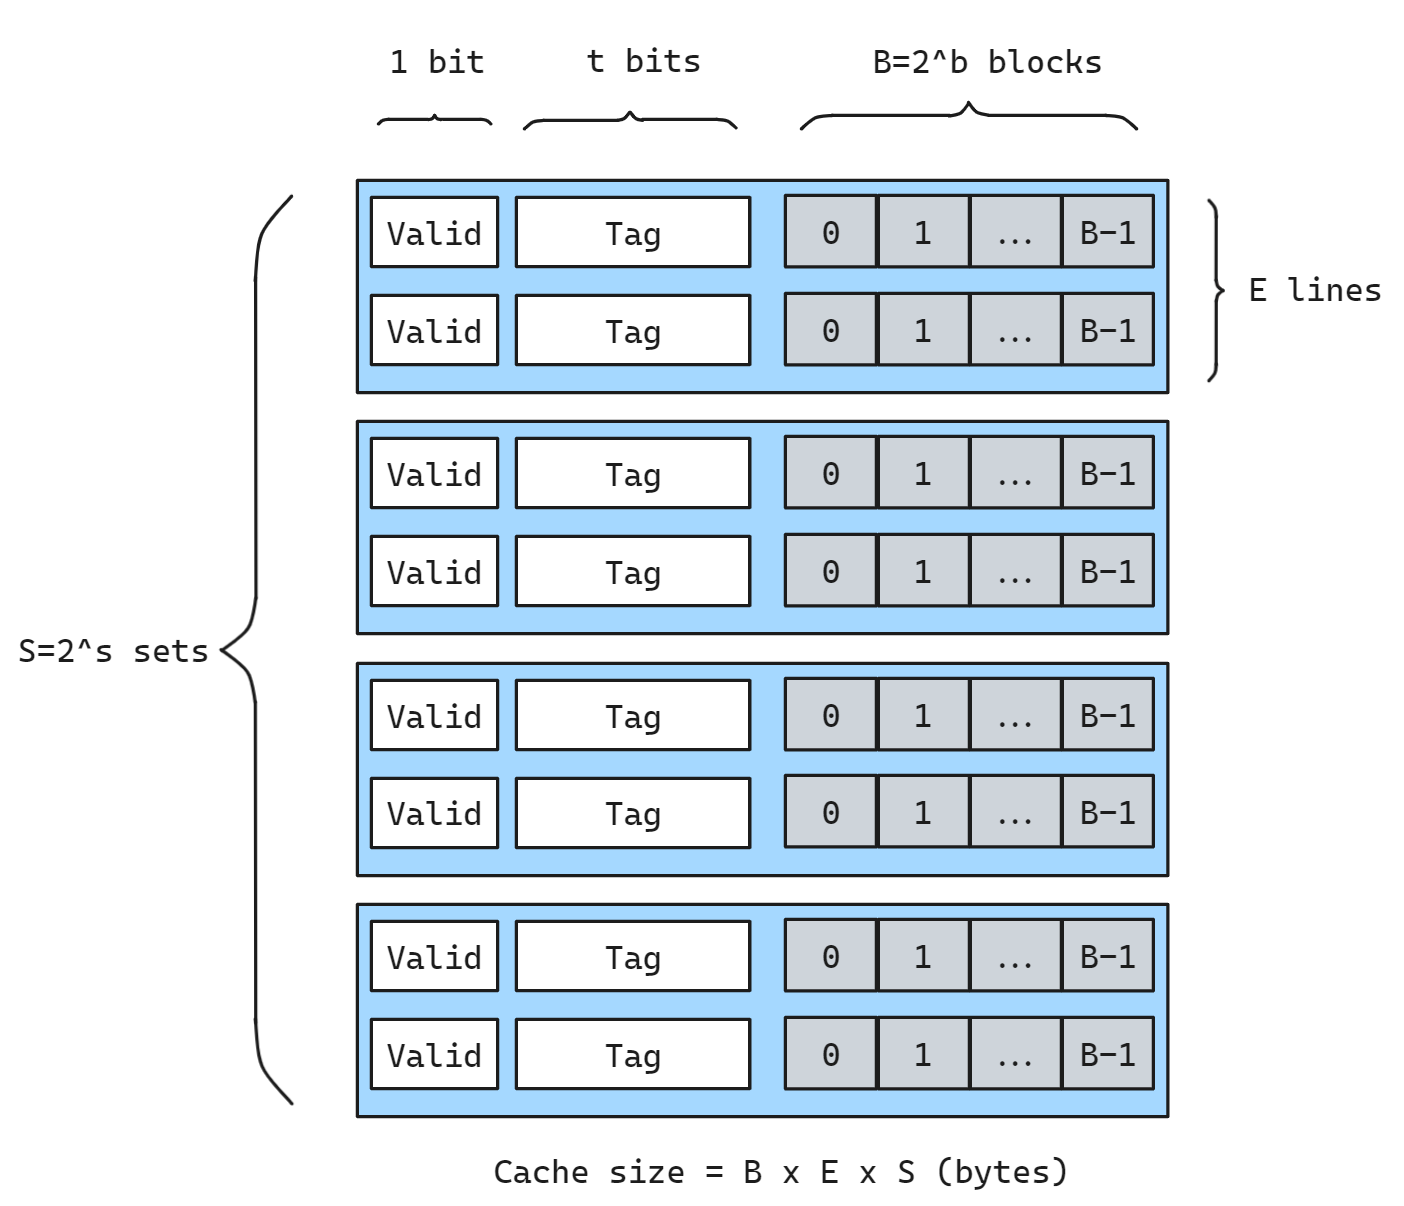 1 bit t bits B=2^b blocks
Valid Tag 0 1 ... B-1
E lines
Valid Tag 0 1 ... B-1
Valid Tag 0 1 ... B-1
Valid Tag 0 1 ... B-1
S=2^s sets
Valid Tag 0 1 ... B-1
Valid Tag 0 1 ... B-1
Valid Tag 0 1 ... B-1
Valid Tag 0 1 ... B-1
Cache size = B x E x S (bytes)